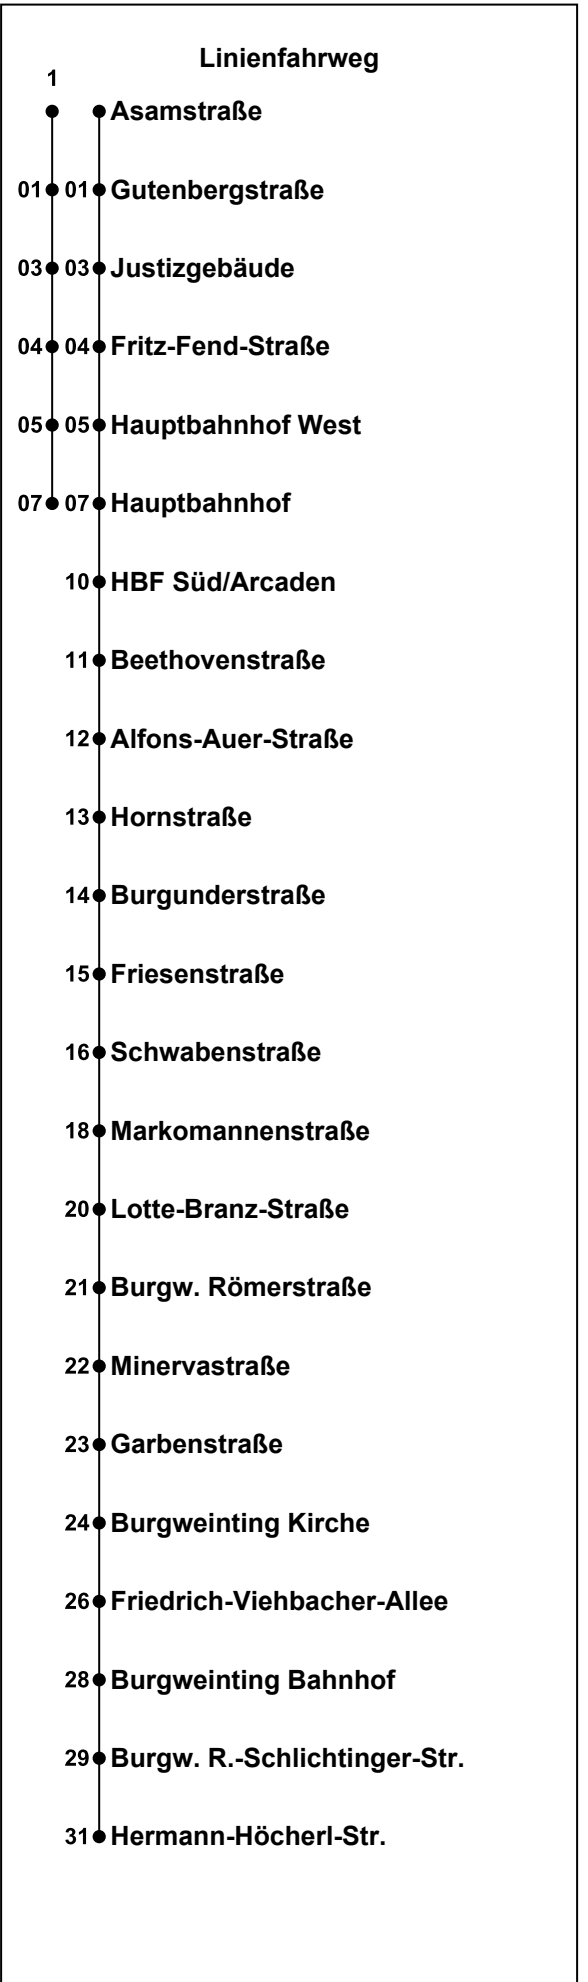 Linienfahrweg
1
Asamstraße
01 01 Gutenbergstraße
03 03 Justizgebäude
04 04 Fritz-Fend-Straße
05 05 Hauptbahnhof West
07 07 Hauptbahnhof
10 HBF Süd/Arcaden
11 Beethovenstraße
12 Alfons-Auer-Straße
13 Hornstraße
14 Burgunderstraße
15 Friesenstraße
16 Schwabenstraße
18 Markomannenstraße
20 Lotte-Branz-Straße
21 Burgw. Römerstraße
22 Minervastraße
23 Garbenstraße
24 Burgweinting Kirche
26 Friedrich-Viehbacher-Allee
28 Burgweinting Bahnhof
29 Burgw. R.-Schlichtinger-Str.
31 Hermann-Höcherl-Str.